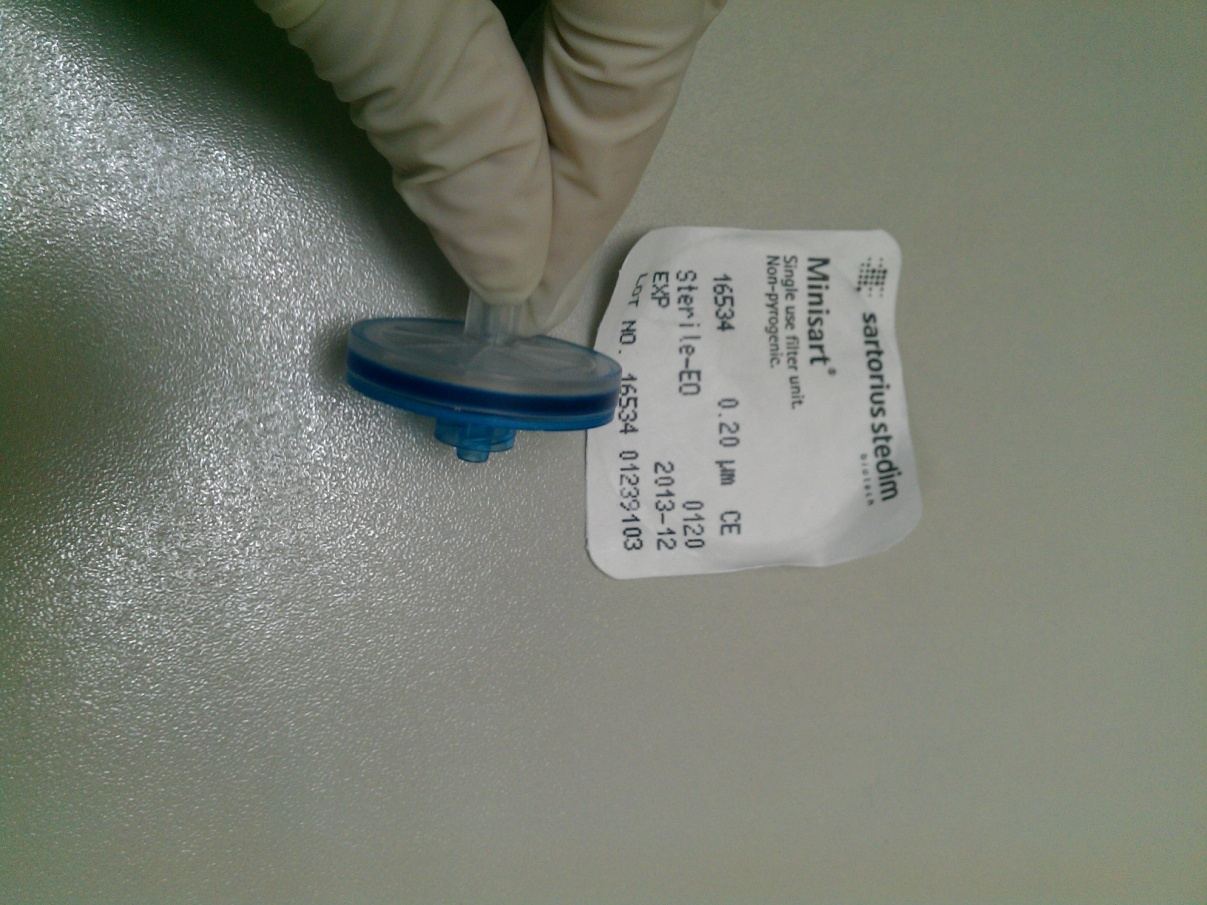 sartorius stedim
biotech
Minisart®
Single use filter unit.
Non-pyrogenic.
16534 0.20 µm CE
Sterile-EO 0120
EXP 2013-12
LOT NO. 16534 01239103